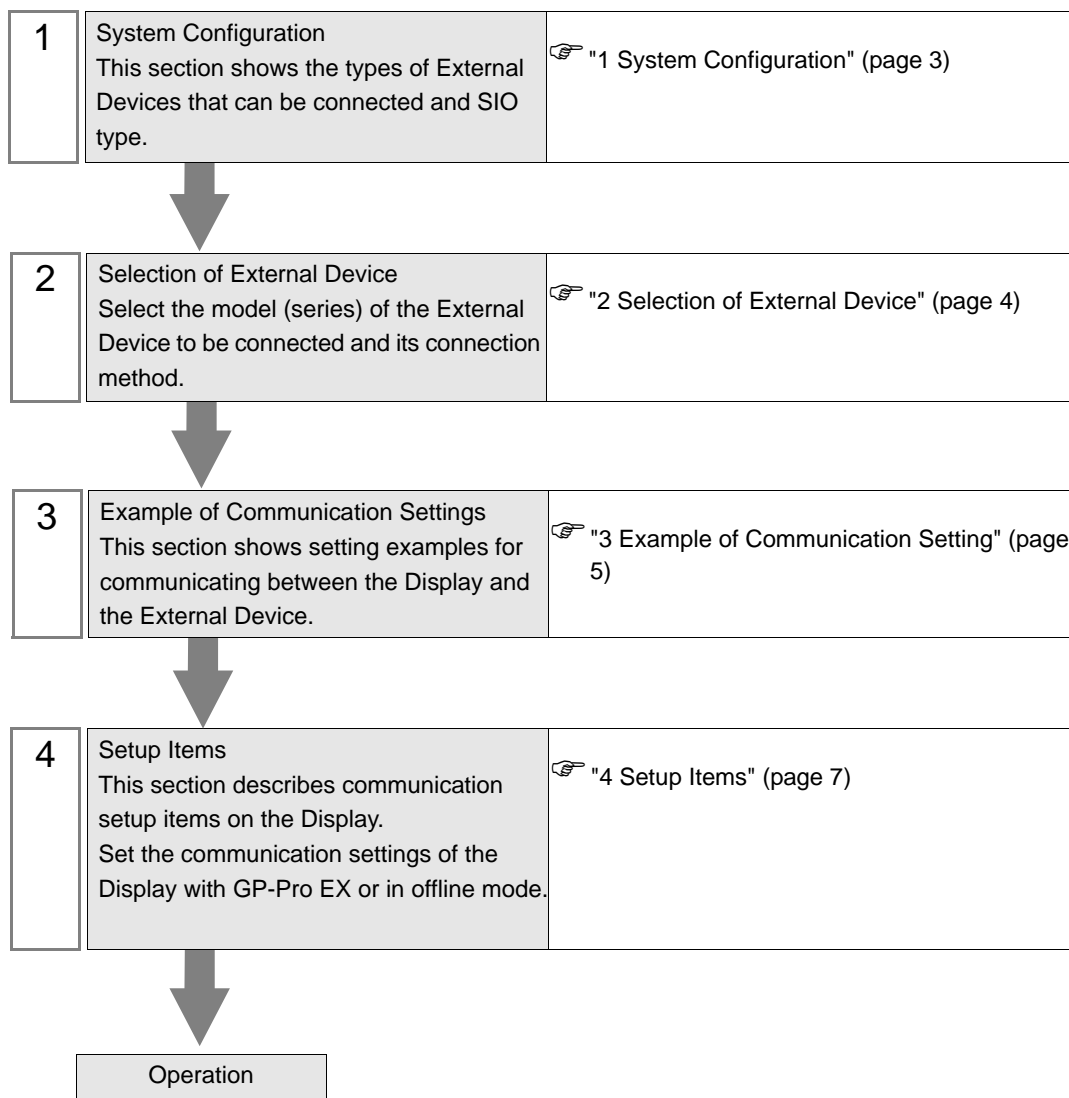 1
System Configuration
This section shows the types of External
Devices that can be connected and SIO
type.
"1 System Configuration" (page 3)
2
Selection of External Device
Select the model (series) of the External
Device to be connected and its connection
method.
"2 Selection of External Device" (page 4)
3
Example of Communication Settings
This section shows setting examples for
communicating between the Display and
the External Device.
"3 Example of Communication Setting" (page
5)
4
Setup Items
This section describes communication
setup items on the Display.
Set the communication settings of the
Display with GP-Pro EX or in offline mode.
"4 Setup Items" (page 7)
Operation